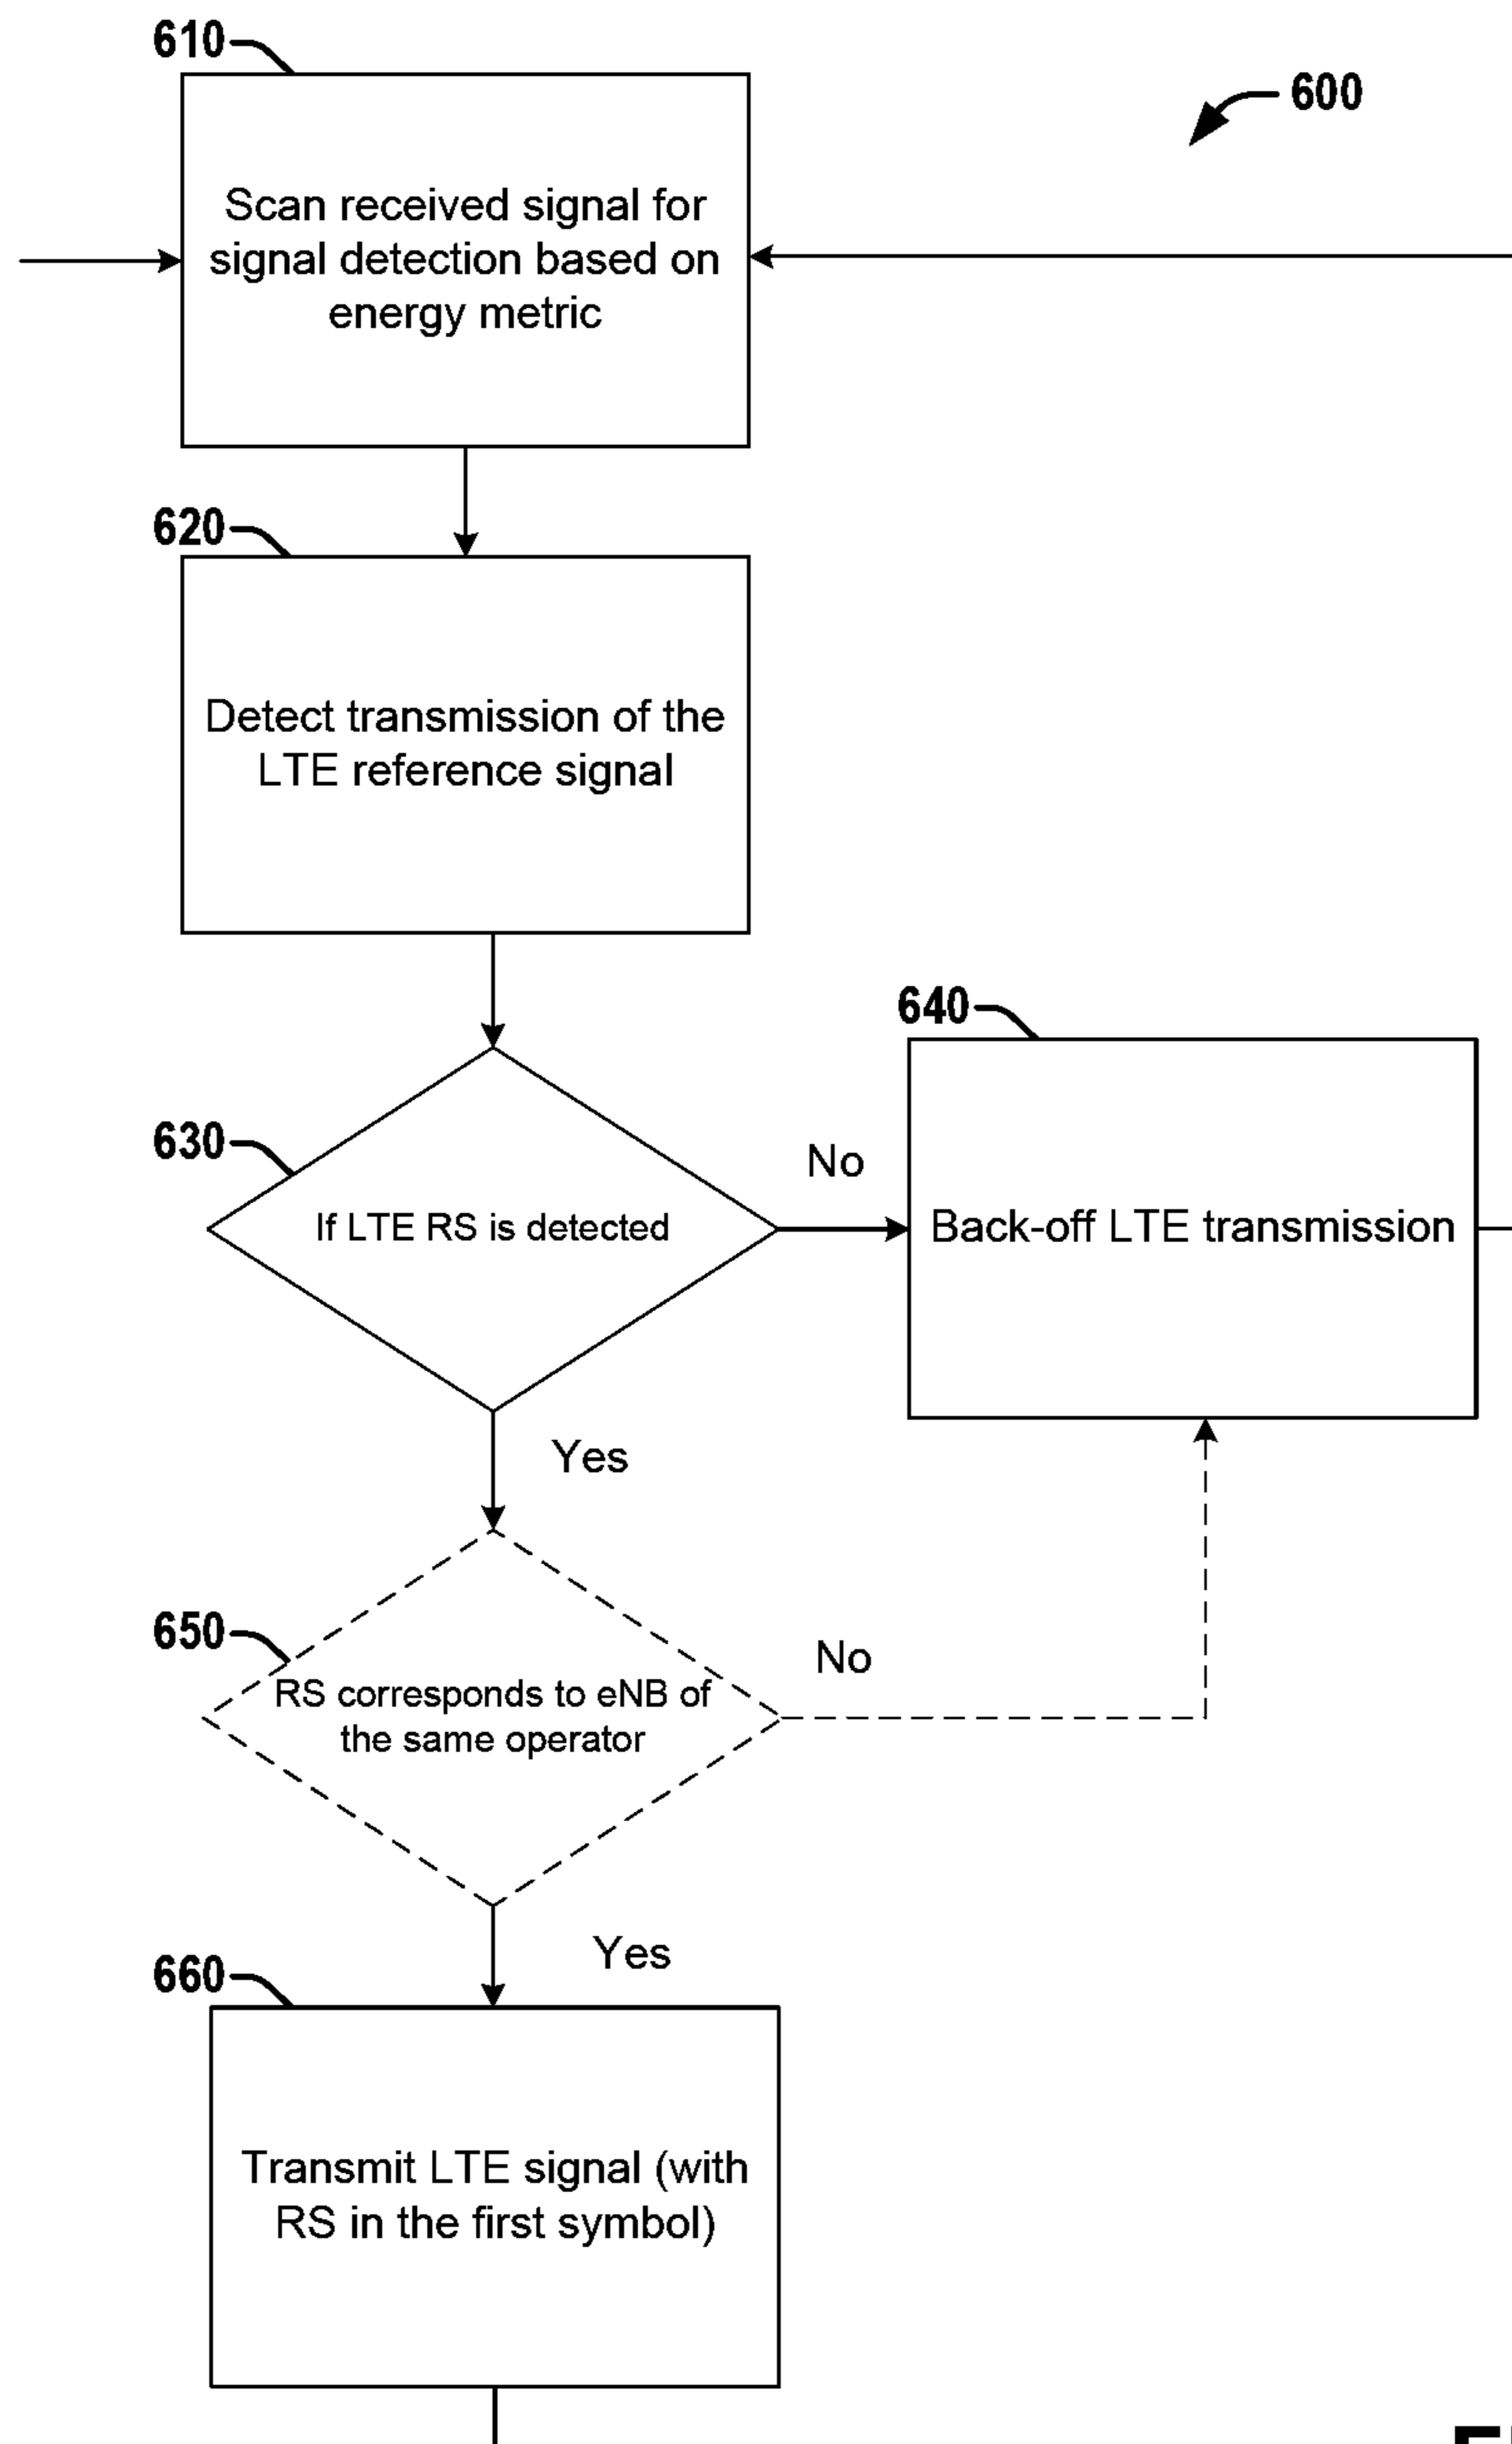 610
600
Scan received signal for
signal detection based on
energy metric
620
Detect transmission of the
LTE reference signal
640
630
No
If LTE RS is detected
Back-off LTE transmission
Yes
650
No
RS corresponds to eNB of
the same operator
Yes
660
Transmit LTE signal (with
RS in the first symbol)